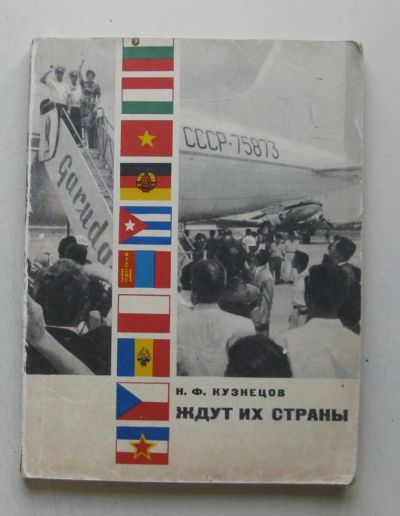 Garuda
СССР-75873
Н. Ф. КУЗНЕЦОВ
ЖДУТ ИХ СТРАНЫ